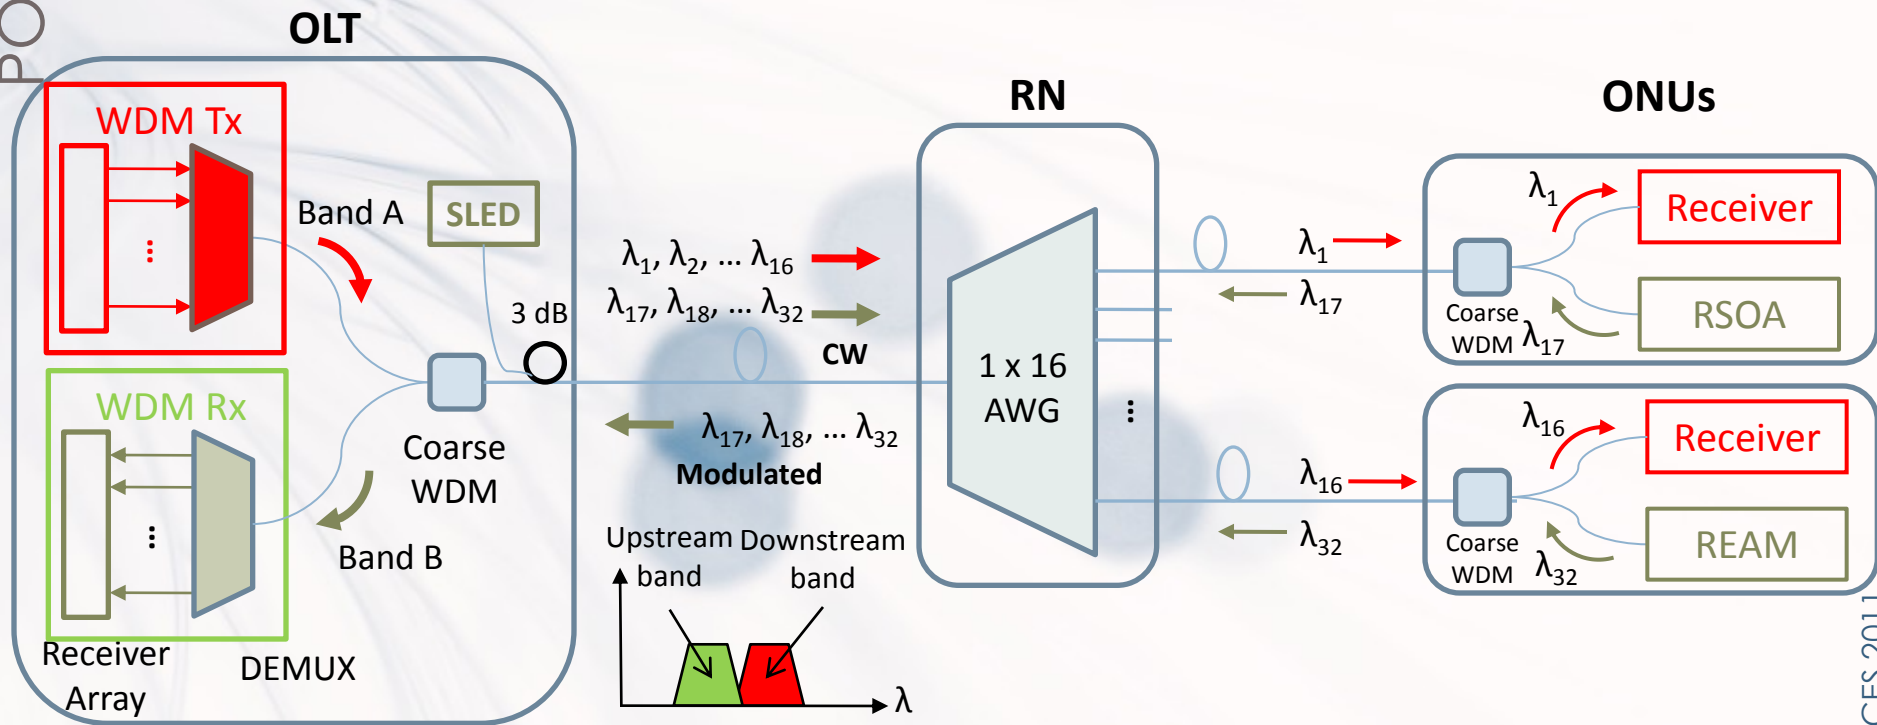 PO
OLT
RN
ONUs
WDM Tx
...
Band A
SLED
3 dB
λ1, λ2, ... λ16
λ17, λ18, ... λ32
CW
λ17, λ18, ... λ32
Modulated
Coarse
WDM
WDM Rx
...
Band B
Receiver
Array
DEMUX
Upstream
band
Downstream
band
λ
1 x 16
AWG
...
λ1
λ17
λ16
λ32
λ1
Receiver
Coarse
WDM
λ17
RSOA
λ16
Receiver
Coarse
WDM
λ32
REAM